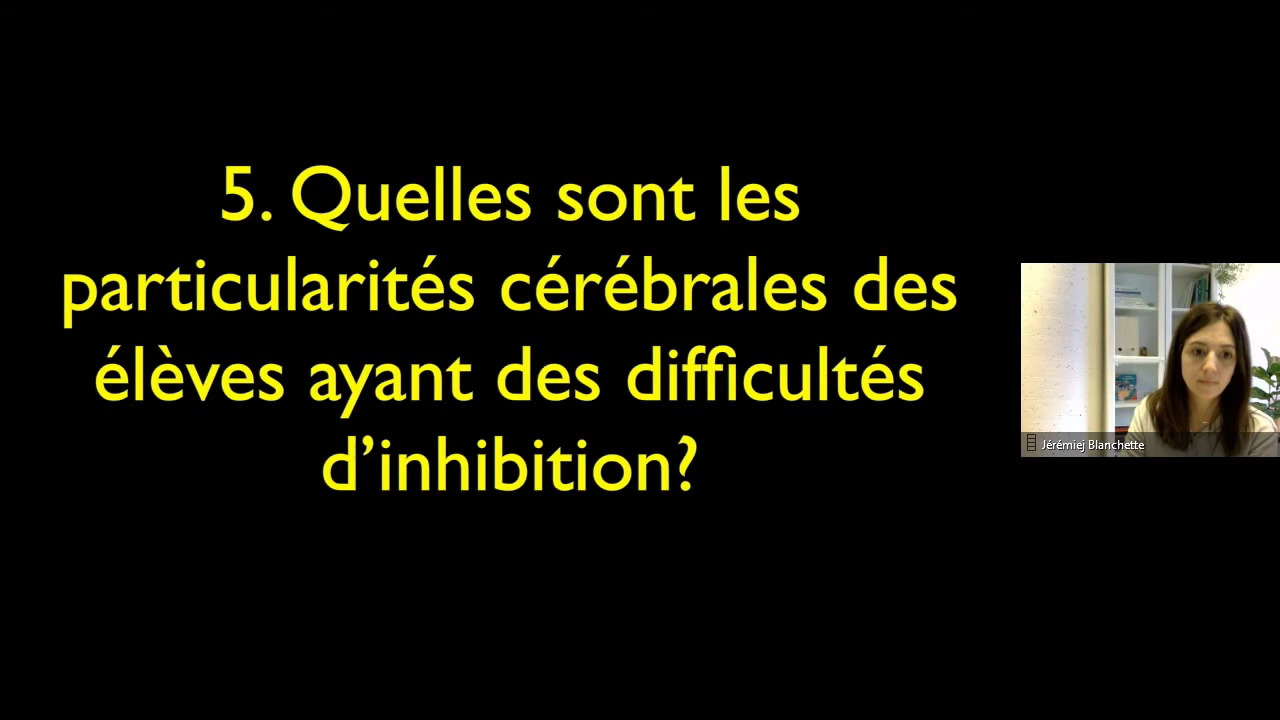 5. Quelles sont les
particularités cérébrales des
élèves ayant des difficultés
d’inhibition?
Jérémiej Blanchette